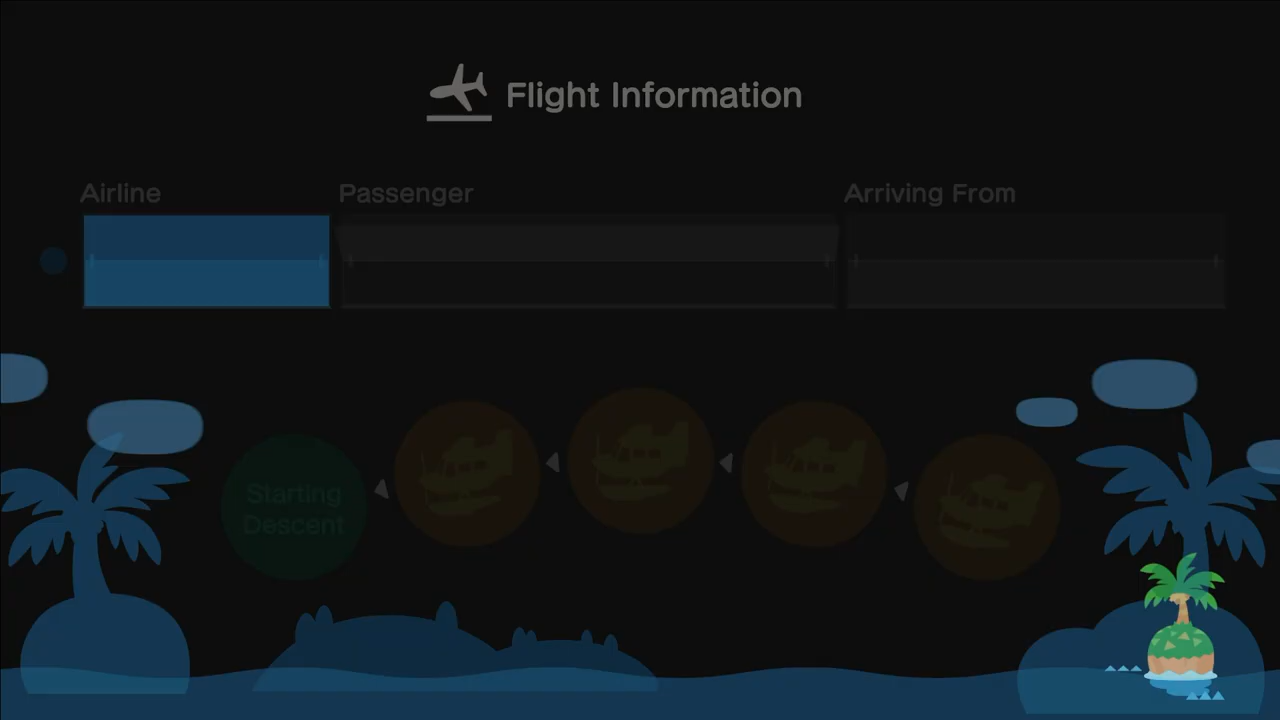 Flight Information
Airline
Passenger
Arriving From
Starting
Descent